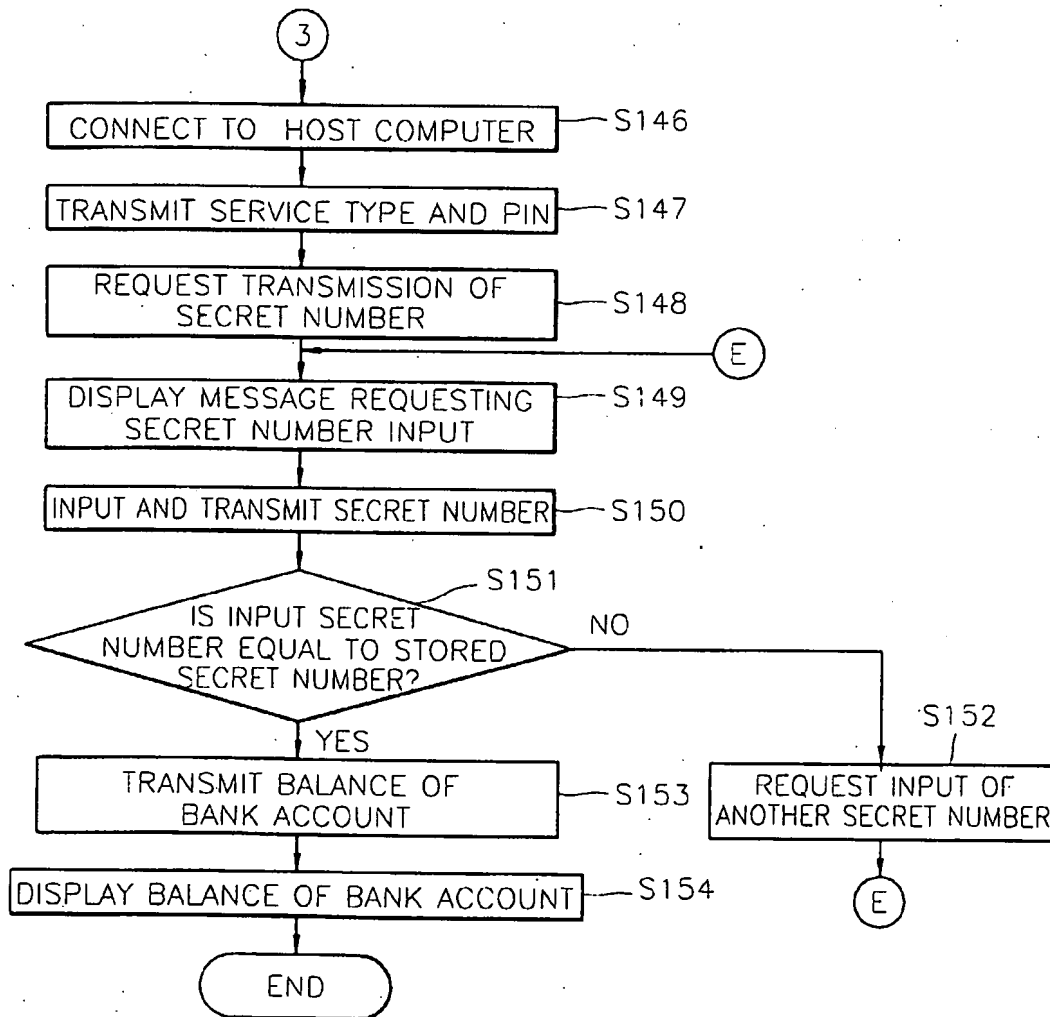 3
CONNECT TO HOST COMPUTER
S146
TRANSMIT SERVICE TYPE AND PIN
S147
REQUEST TRANSMISSION OF
SECRET NUMBER
S148
E
DISPLAY MESSAGE REQUESTING
SECRET NUMBER INPUT
S149
INPUT AND TRANSMIT SECRET NUMBER
S150
S151
IS INPUT SECRET
NUMBER EQUAL TO STORED
SECRET NUMBER?
NO
YES
S152
REQUEST INPUT OF
ANOTHER SECRET NUMBER
E
TRANSMIT BALANCE OF
BANK ACCOUNT
S153
DISPLAY BALANCE OF BANK ACCOUNT
S154
END